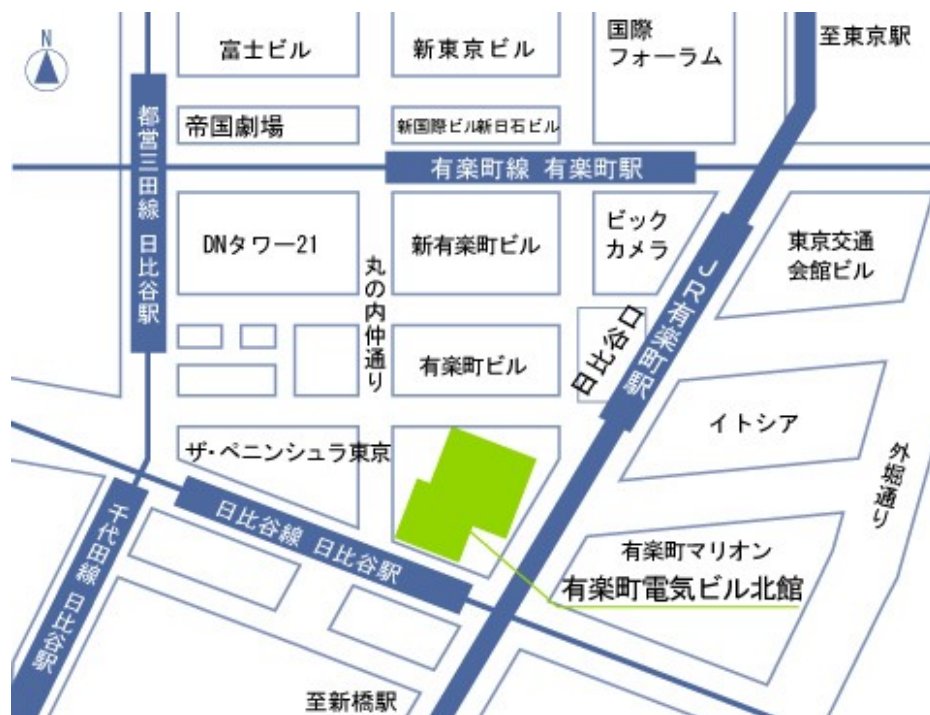 N
富士ビル
新東京ビル
国際
フォーラム
至東京駅
帝国劇場
新国際ビル新日石ビル
都営三田線 日比谷駅
有楽町線 有楽町駅
DNタワー21
丸の内仲通り
新有楽町ビル
ビック
カメラ
JR有楽町駅
東京交通
会館ビル
日比谷口
有楽町ビル
イトシア
外堀通り
ザ・ペニンシュラ東京
日比谷線 日比谷駅
千代田線 日比谷駅
有楽町マリオン
有楽町電気ビル北館
至新橋駅